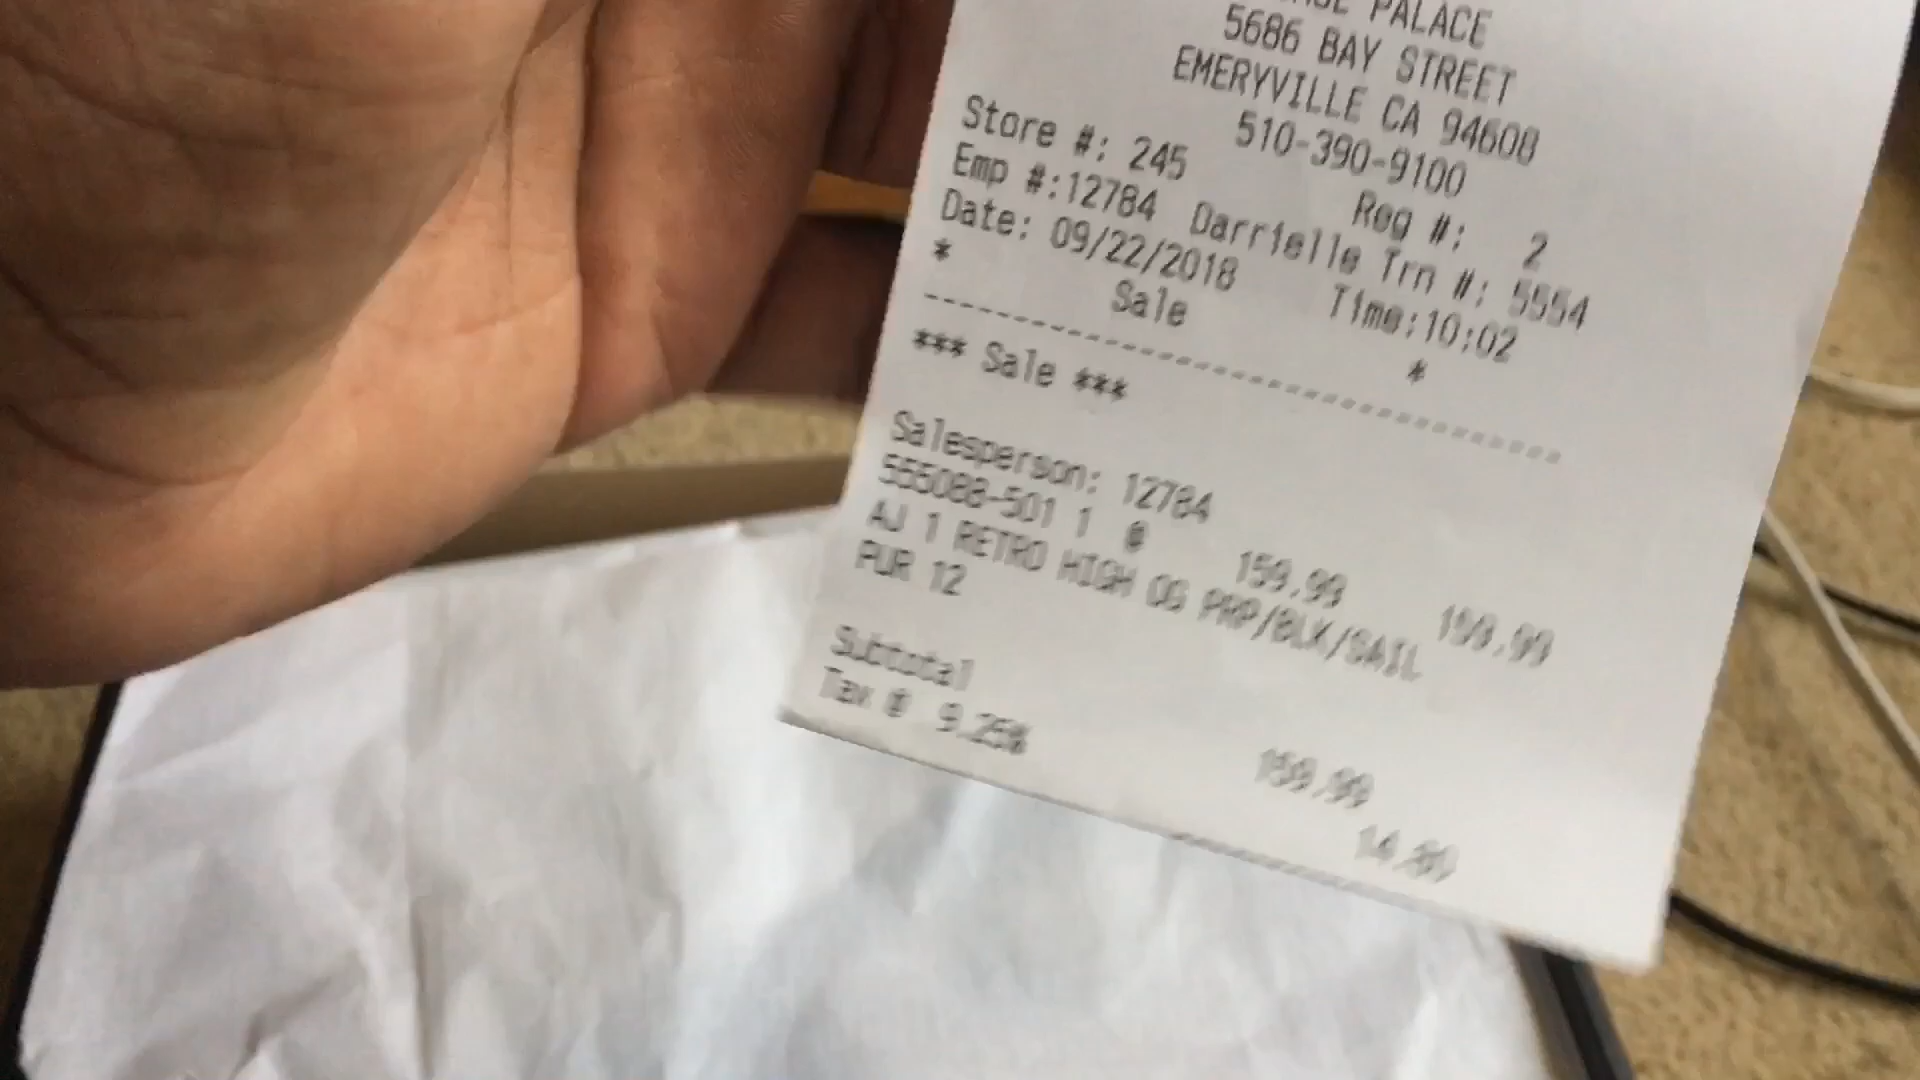 PALACE
5686 BAY STREET
EMERYVILLE CA 94608
510-390-9100
Store #: 245 Reg #: 2
Emp #:12784 Darrielle Trn #: 5554
Date: 09/22/2018 Time:10:02
* Sale *
--------------------------------------
*** Sale ***
Salesperson: 12784
555088-501 1 @ 159.99 159.99
AJ 1 RETRO HIGH OG PRP/BLK/SAIL
PUR 12
Subtotal 159.99
Tax @ 9.25% 14.80